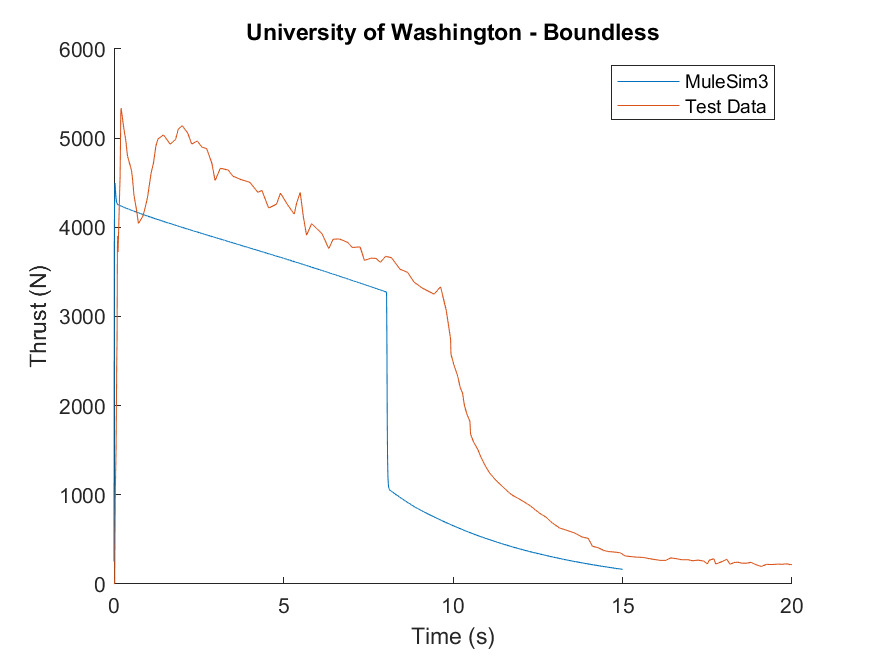 University of Washington - Boundless
MuleSim3
Test Data
Thrust (N)
6000
5000
4000
3000
2000
1000
0
0 5 10 15 20
Time (s)